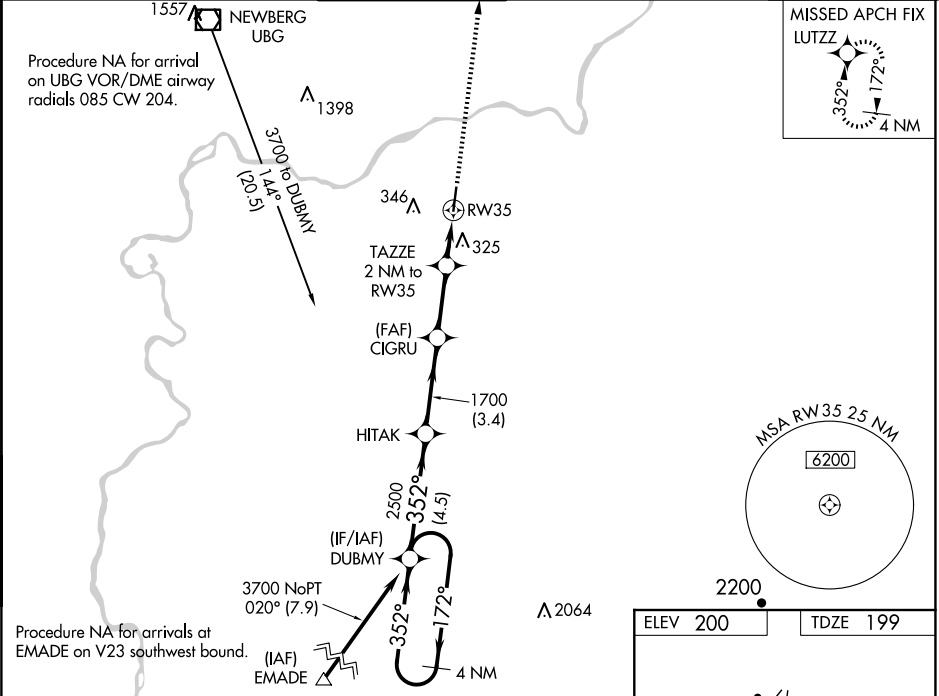 1557
NEWBERG
UBG
Procedure NA for arrival
on UBG VOR/DME airway
radials 085 CW 204.
1398
3700 to DUBMY
144°
(20.5)
MISSED APCH FIX
LUTZZ
352°
172°
4 NM
346
RW35
325
TAZZE
2 NM to
RW35
(FAF)
CIGRU
1700
(3.4)
HITAK
2500
352°
(4.5)
(IF/IAF)
DUBMY
3700 NoPT
020° (7.9)
352°
172°
4 NM
2064
Procedure NA for arrivals at
EMADE on V23 southwest bound.
(IAF)
EMADE
MSA RW35 25 NM
6200
2200
ELEV 200
TDZE 199